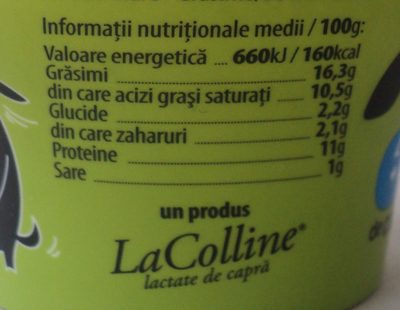 Informații nutriționale medii / 100g:
Valoare energetică .... 660kJ / 160kcal
Grăsimi 16,3g
din care acizi grași saturați 10,5g
Glucide 2,2g
din care zaharuri 2,1g
Proteine 11g
Sare 1g
un produs
LaColline®
lactate de capră